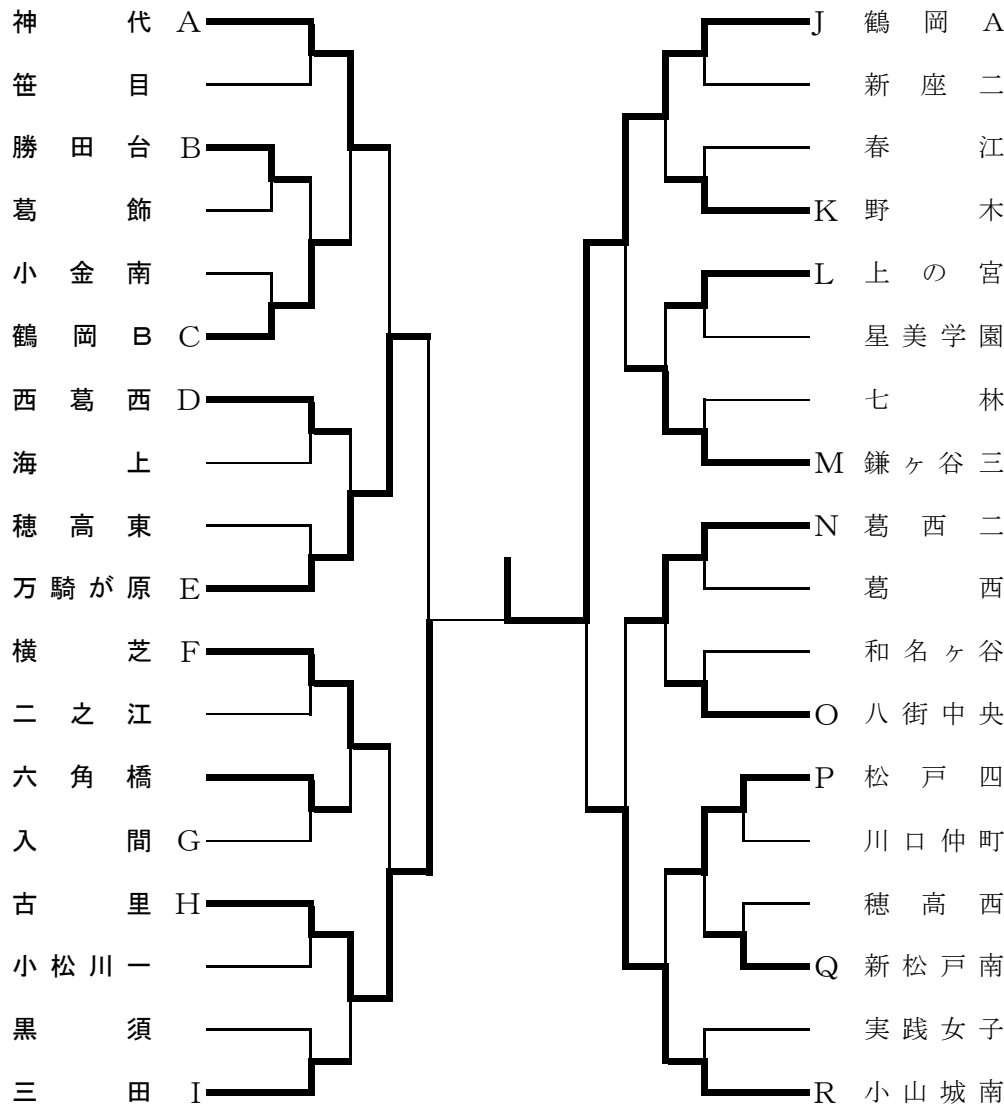 神代 A
笹目
勝田台 B
葛飾
小金南
鶴岡B C
西葛西 D
海上
穂高東
万騎が原 E
横芝 F
二之江
六角橋
入間 G
古里 H
小松川一
黒須
三田 I
J 鶴岡A
新座二
春江
K 野木
L 上の宮
星美学園
七林
M 鎌ヶ谷三
N 葛西二
葛西
和名ヶ谷
O 八街中央
P 松戸四
川口仲町
穂高西
Q 新松戸南
実践女子
R 小山城南